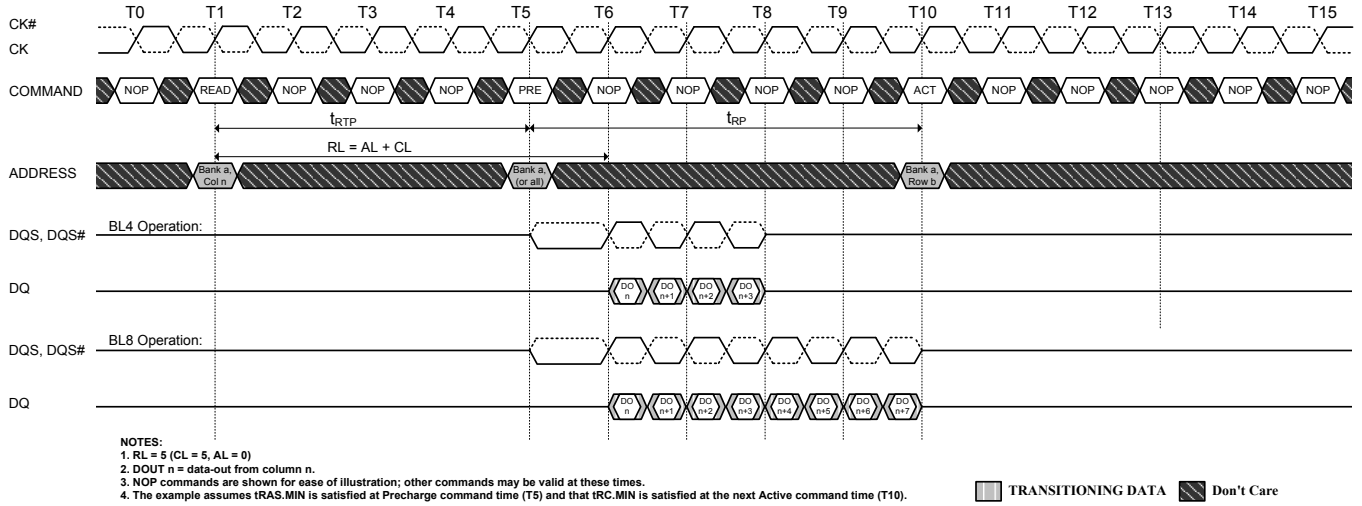 T0 T1 T2 T3 T4 T5 T6 T7 T8 T9 T10 T11 T12 T13 T14 T15
CK#
CK
COMMAND NOP READ NOP NOP NOP PRE NOP NOP NOP NOP ACT NOP NOP NOP NOP NOP
tRTP tRP
RL = AL + CL
ADDRESS
Bank a,
Col n
Bank a,
(or all)
Bank a,
Row b
BL4 Operation:
DQS, DQS#
DQ
DO
n
DO
n+1
DO
n+2
DO
n+3
BL8 Operation:
DQS, DQS#
DQ
DO
n
DO
n+1
DO
n+2
DO
n+3
DO
n+4
DO
n+5
DO
n+6
DO
n+7
NOTES:
1. RL = 5 (CL = 5, AL = 0)
2. DOUT n = data-out from column n.
3. NOP commands are shown for ease of illustration; other commands may be valid at these times.
4. The example assumes tRAS.MIN is satisfied at Precharge command time (T5) and that tRC.MIN is satisfied at the next Active command time (T10).
TRANSITIONING DATA Don't Care